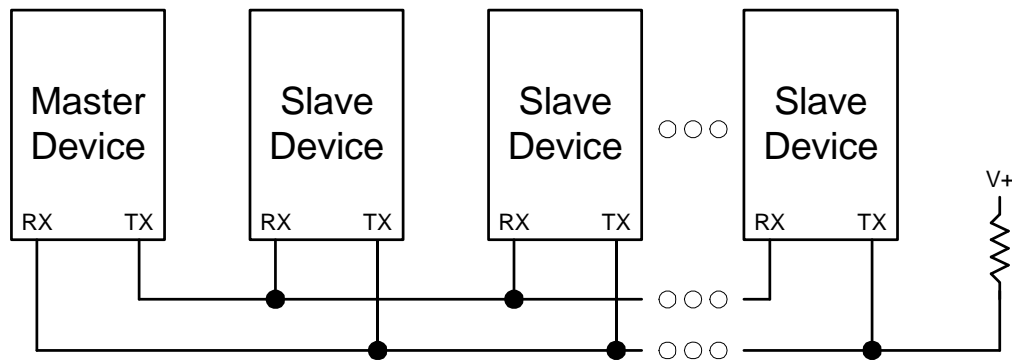 Master
Device
Slave
Device
Slave
Device
Slave
Device
RX TX
RX TX
RX TX
RX TX
V+